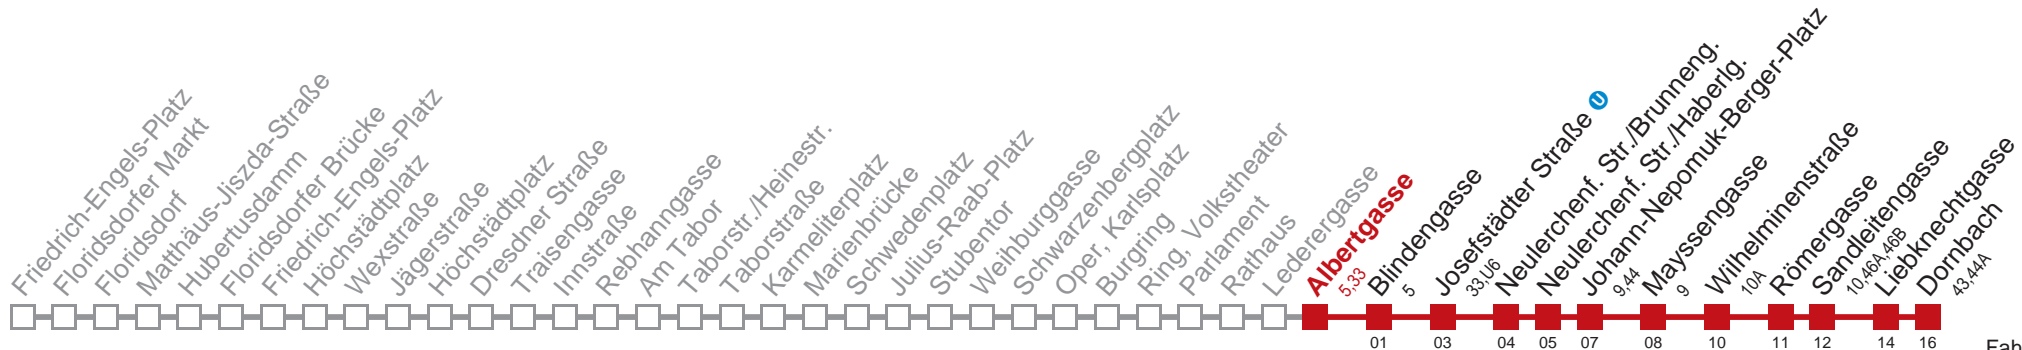 Friedrich-Engels-Platz
Floridsdorfer Markt
Floridsdorf
Matthäus-Jiszda-Straße
Hubertusdamm
Floridsdorfer Brücke
Friedrich-Engels-Platz
Höchstädtplatz
Wexstraße
Jägerstraße
Höchstädtplatz
Dresdner Straße
Traisengasse
Innstraße
Rebhanngasse
Am Tabor
Taborstr./Heinestr.
Taborstraße
Karmeliterplatz
Marienbrücke
Schwedenplatz
Julius-Raab-Platz
Stubentor
Weihburggasse
Schwarzenbergplatz
Oper, Karlsplatz
Burgring
Ring, Volkstheater
Parlament
Rathaus
Lederergasse
Albertgasse
5,33
Blindengasse
5
Josefstädter Straße U
33,U6
Neulerchenf. Str./Brunneng.
Neulerchenf. Str./Haberlg.
Johann-Nepomuk-Berger-Platz
9,44
Mayssengasse
9
Wilhelminenstraße
10A
Römergasse
Sandleitengasse
10,46A,46B
Liebknechtgasse
Dornbach
43,44A
01 03 04 05 07 08 10 11 12 14 16
Fah